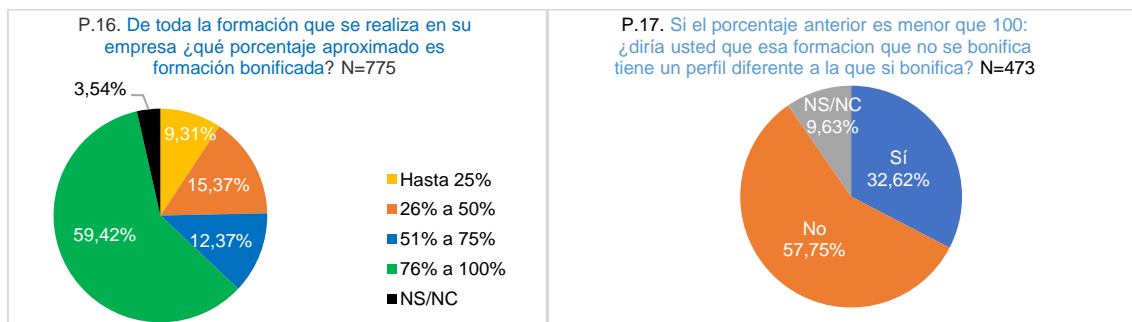 P.16. De toda la formación que se realiza en su
empresa ¿qué porcentaje aproximado es
formación bonificada? N=775
3,54%
9,31%
15,37%
12,37%
59,42%
Hasta 25%
26% a 50%
51% a 75%
76% a 100%
NS/NC
P.17. Si el porcentaje anterior es menor que 100:
¿diría usted que esa formacion que no se bonifica
tiene un perfil diferente a la que si bonifica? N=473
NS/NC
9,63%
Sí
32,62%
No
57,75%